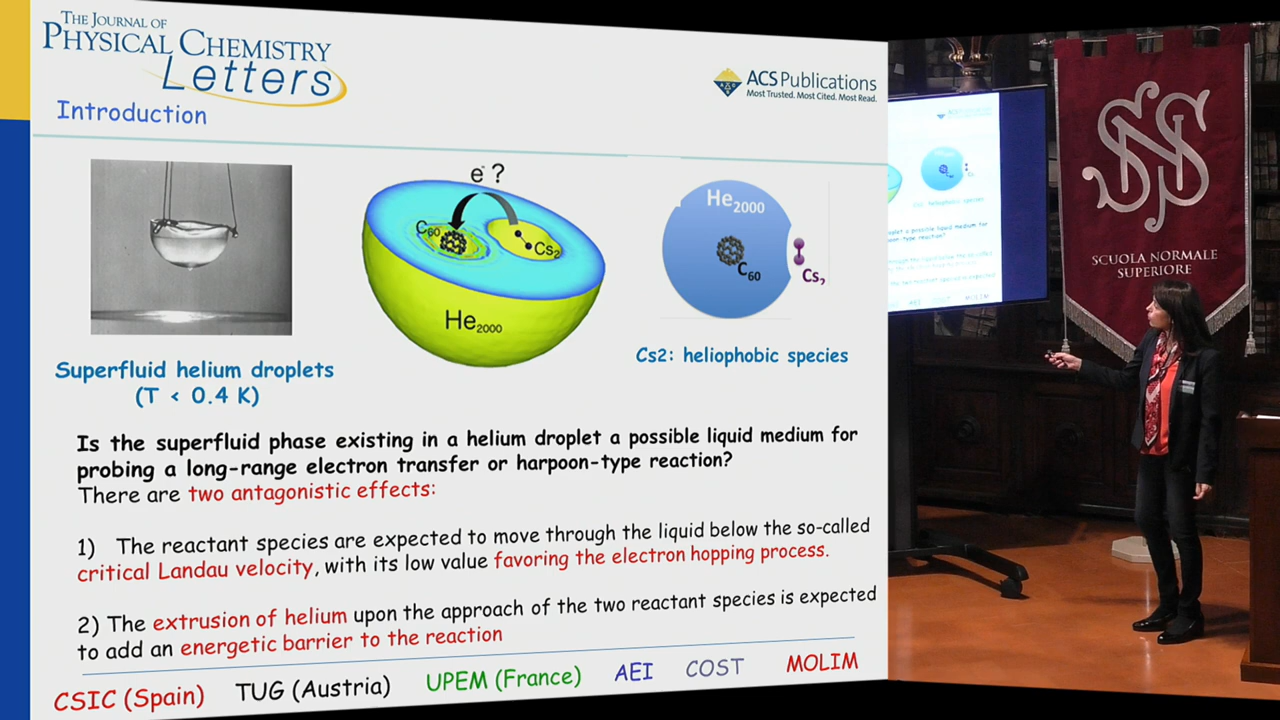 THE JOURNAL OF
PHYSICAL CHEMISTRY
Letters
ACS Publications
Most Trusted. Most Cited. Most Read.
Introduction
e⁻ ?
C₆₀
Cs₂
He₂₀₀₀
He₂₀₀₀
C₆₀
Cs₂
Superfluid helium droplets
(T < 0.4 K)
Cs2: heliophobic species
Is the superfluid phase existing in a helium droplet a possible liquid medium for
probing a long-range electron transfer or harpoon-type reaction?
There are two antagonistic effects:
1) The reactant species are expected to move through the liquid below the so-called
critical Landau velocity, with its low value favoring the electron hopping process.
2) The extrusion of helium upon the approach of the two reactant species is expected
to add an energetic barrier to the reaction
CSIC (Spain) TUG (Austria) UPEM (France) AEI COST MOLIM
SNS
SCUOLA NORMALE
SUPERIORE